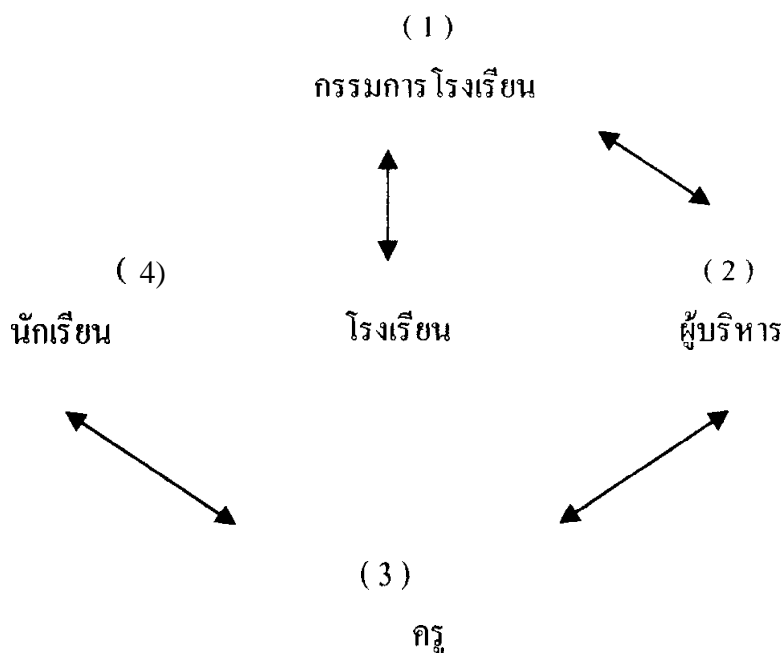 ( 1 )
กรรมการโรงเรียน
( 4)
( 2 )
นักเรียน
โรงเรียน
ผู้บริหาร
( 3 )
ครู